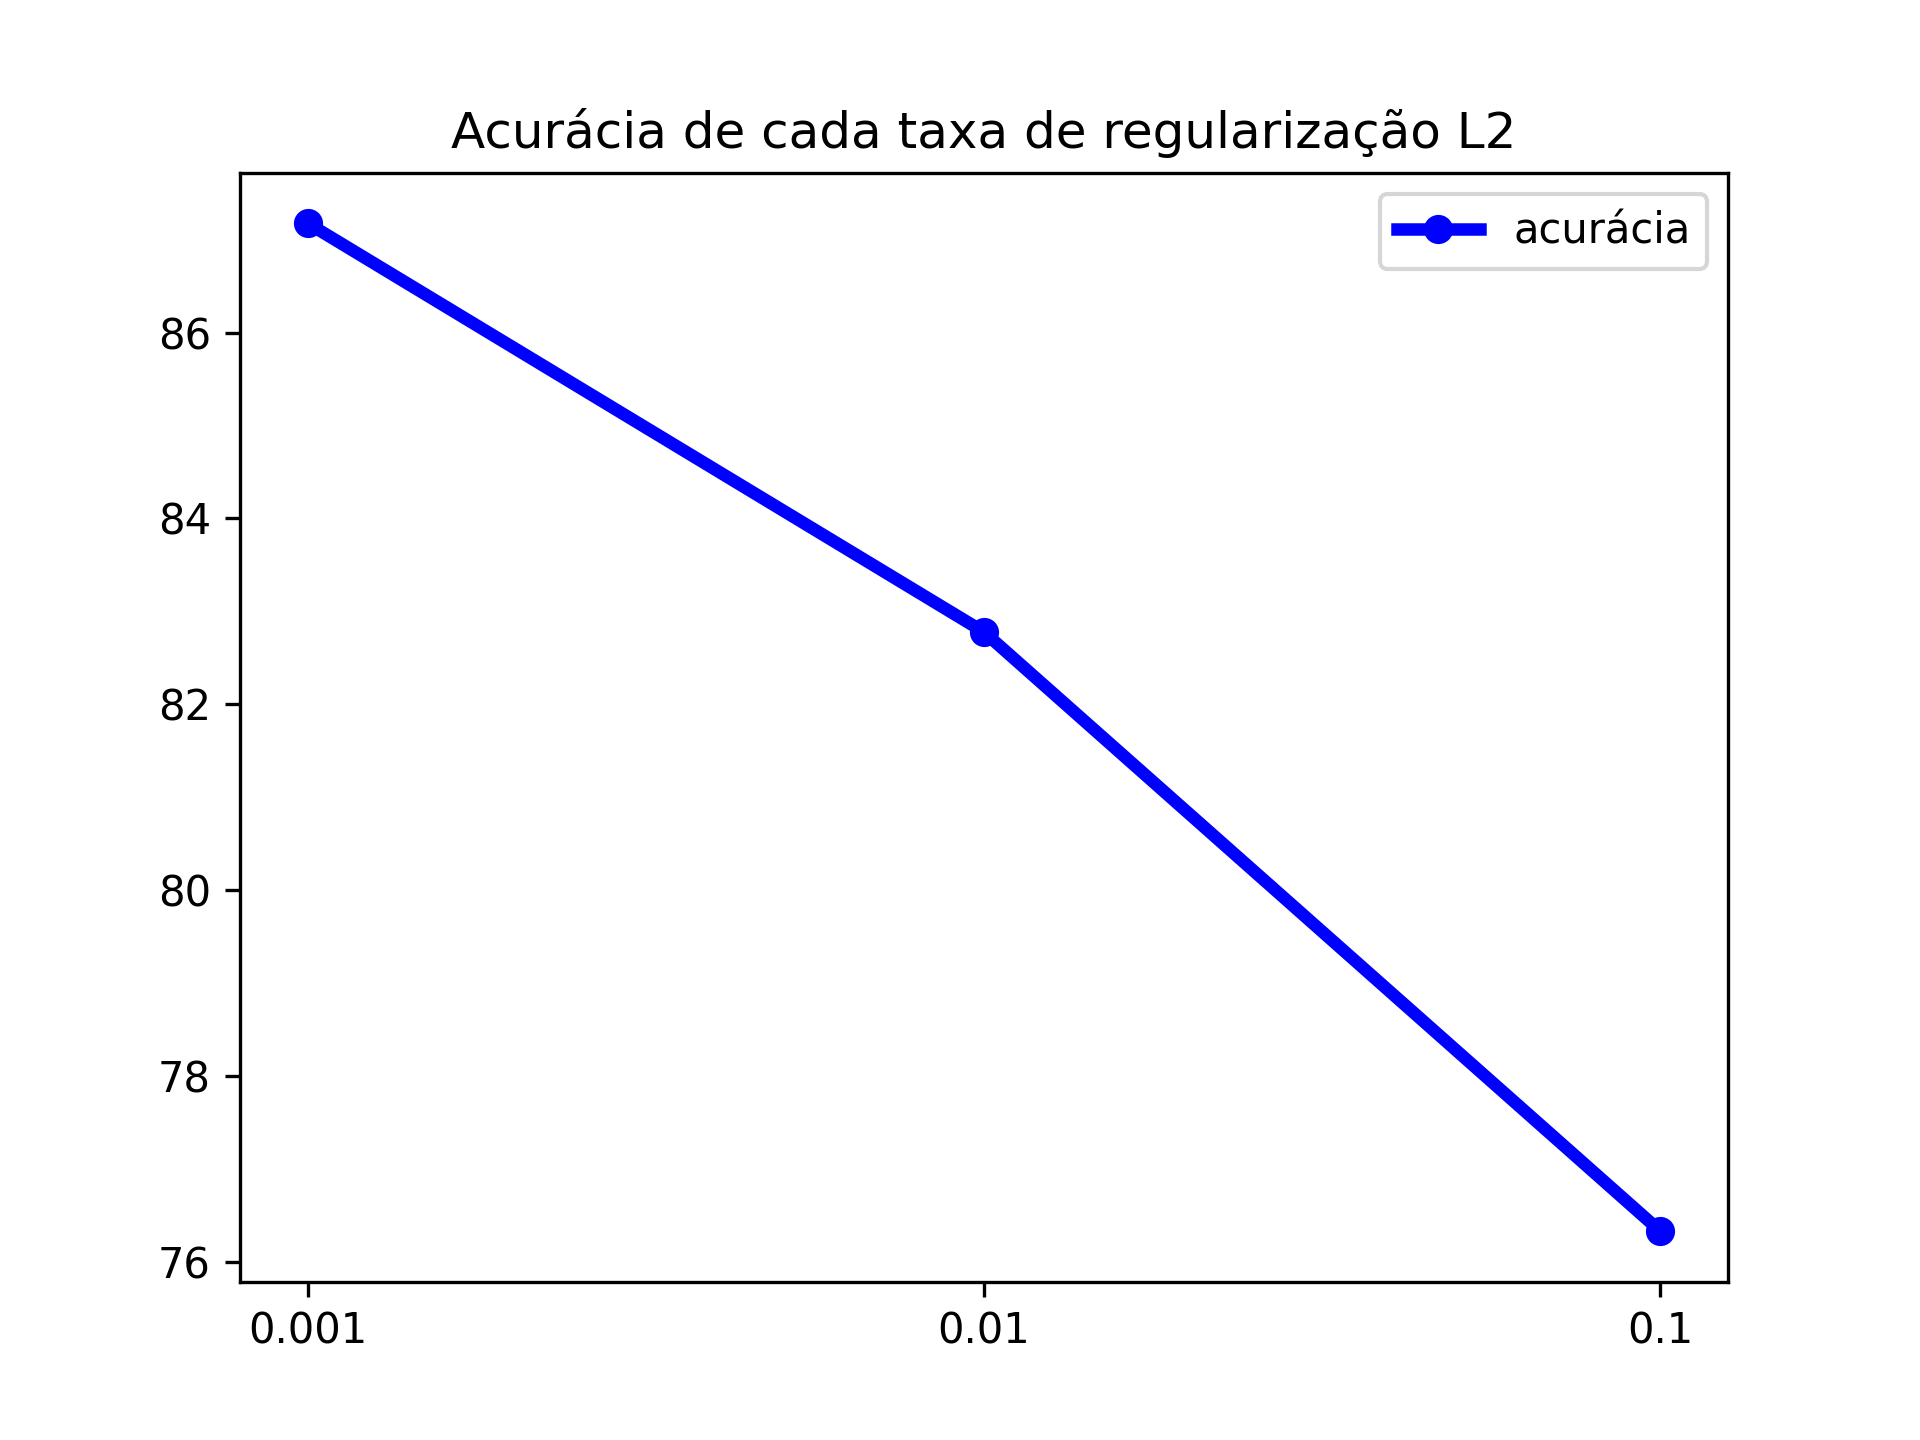 Acurácia de cada taxa de regularização L2
acurácia
86
84
82
80
78
76
0.001 0.01 0.1